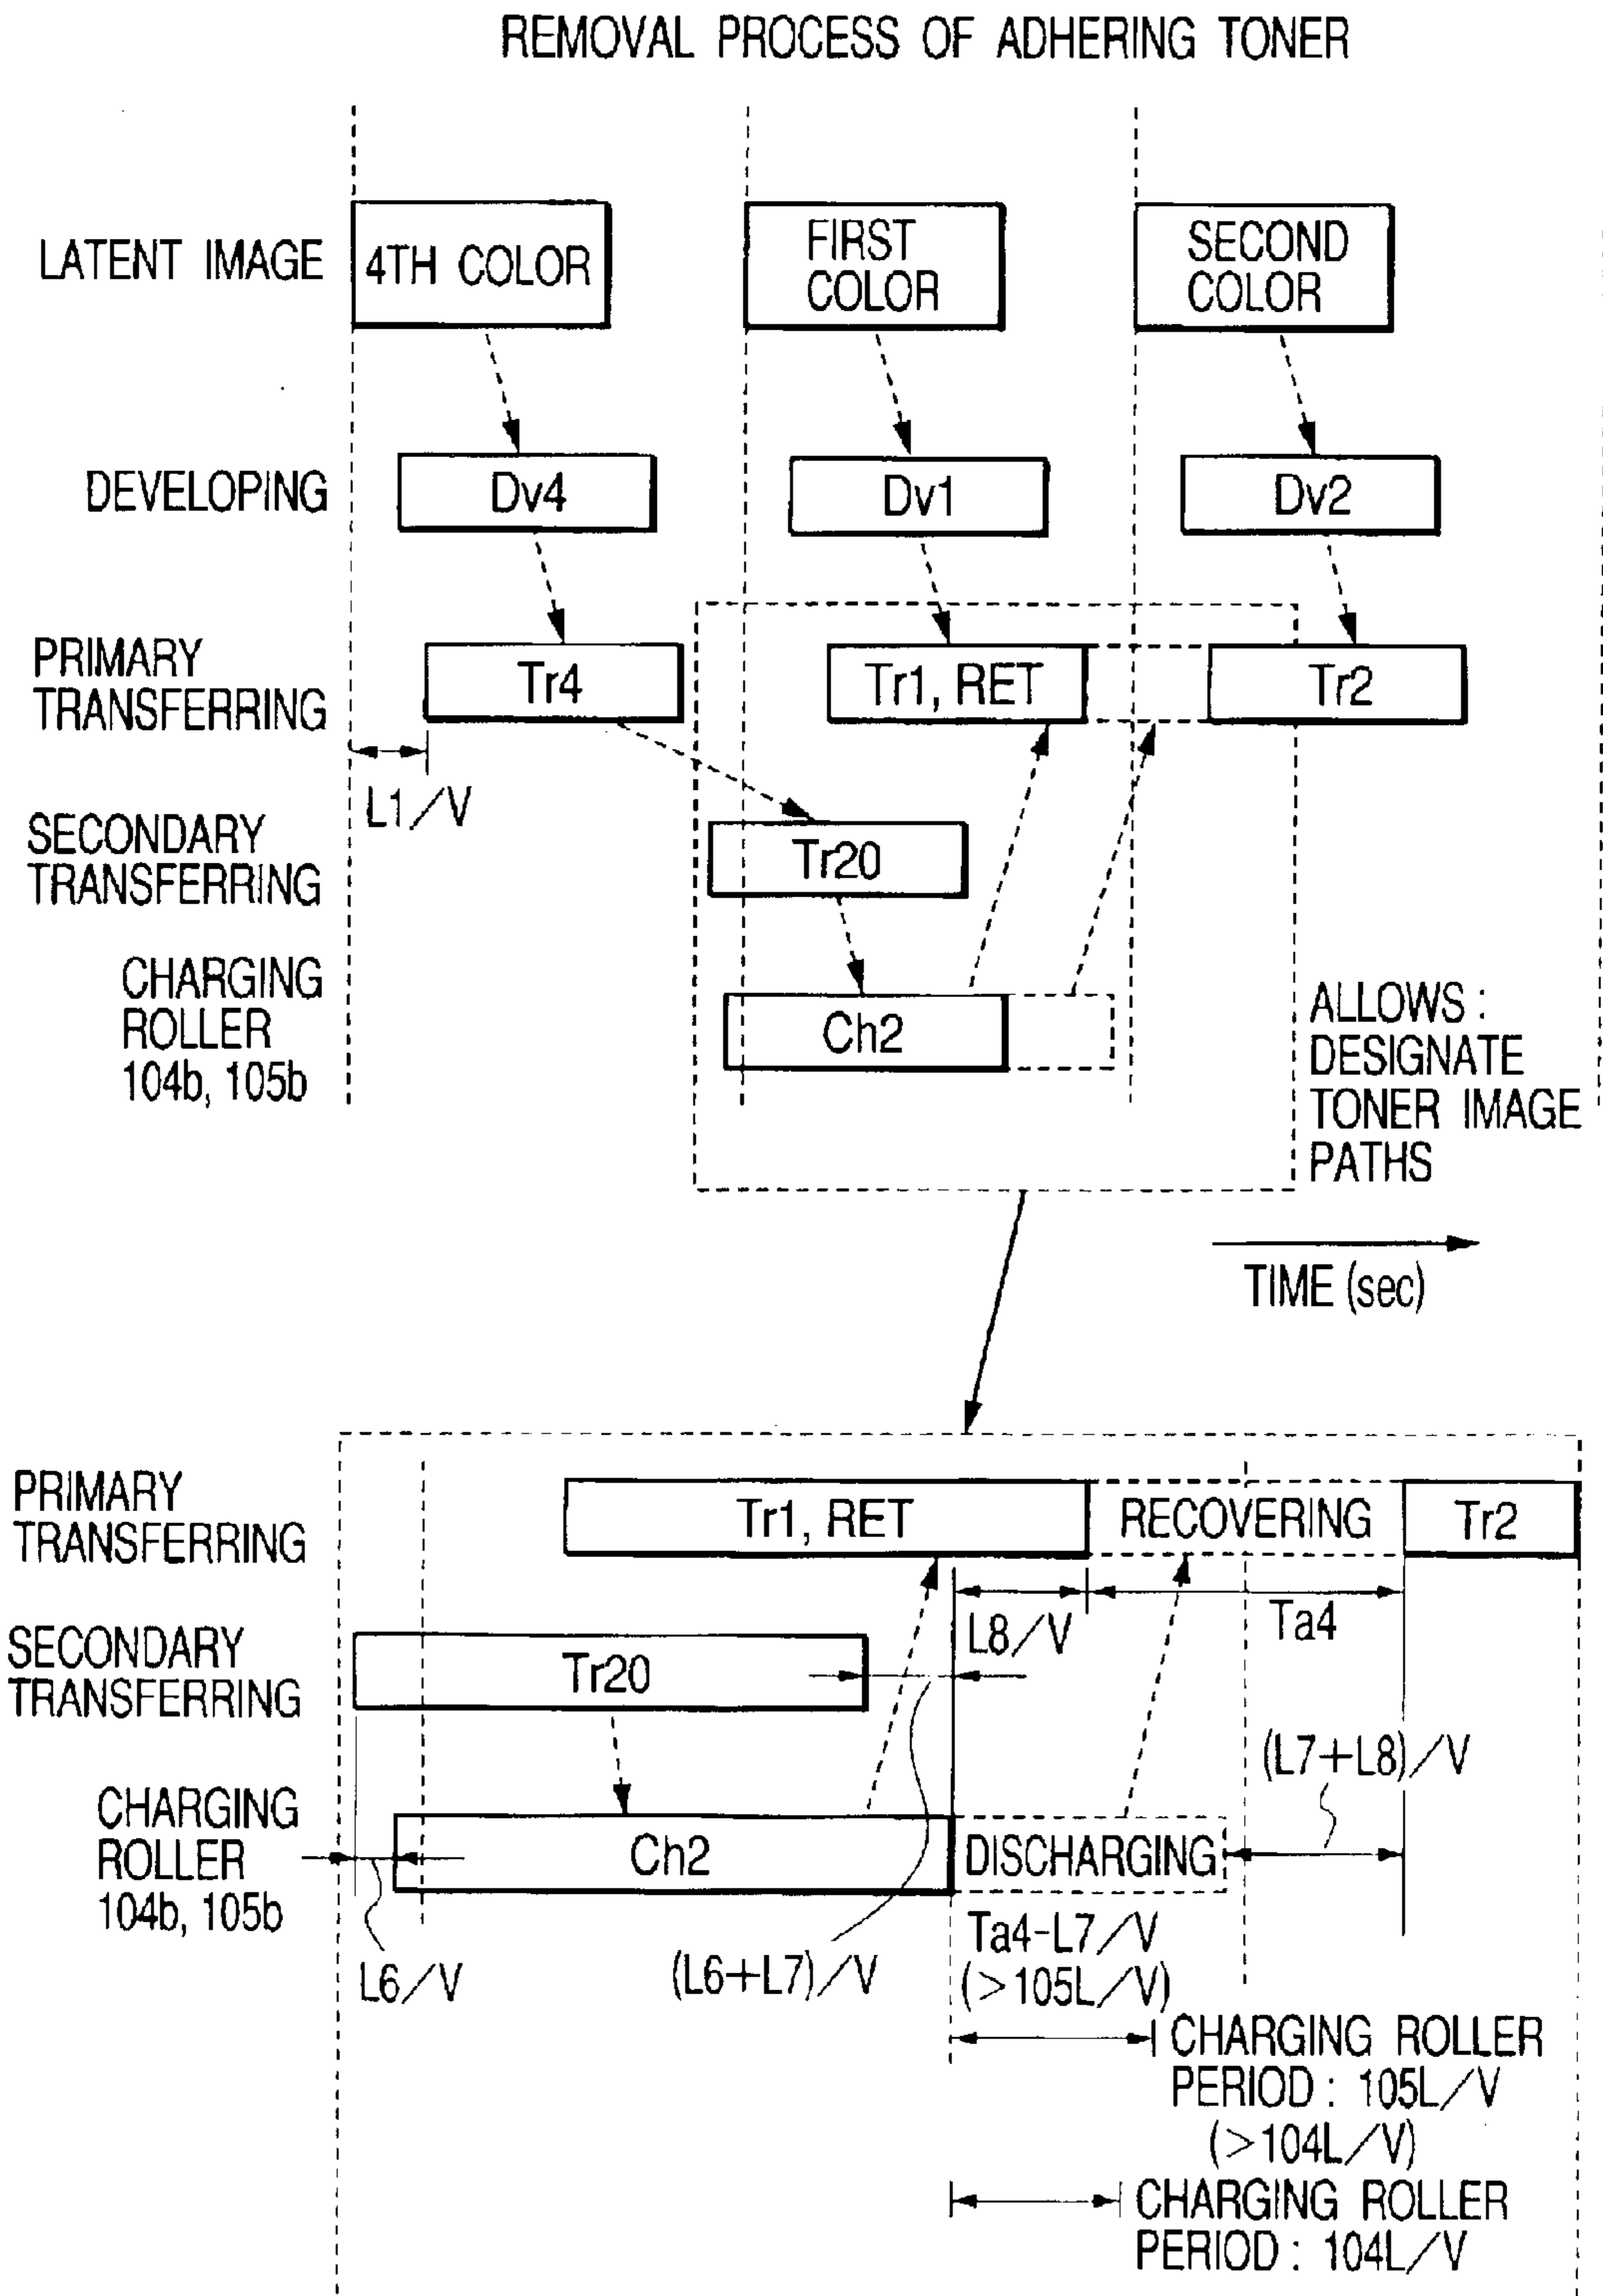 REMOVAL PROCESS OF ADHERING TONER
LATENT IMAGE
4TH COLOR
FIRST
COLOR
SECOND
COLOR
DEVELOPING
Dv4
Dv1
Dv2
PRIMARY
TRANSFERRING
Tr4
Tr1, RET
Tr2
L1/V
SECONDARY
TRANSFERRING
Tr20
CHARGING
ROLLER
104b, 105b
Ch2
ALLOWS :
DESIGNATE
TONER IMAGE
PATHS
TIME (sec)
PRIMARY
TRANSFERRING
Tr1, RET
RECOVERING
Tr2
L8/V
Ta4
SECONDARY
TRANSFERRING
Tr20
(L7+L8)/V
CHARGING
ROLLER
104b, 105b
Ch2
DISCHARGING
L6/V
(L6+L7)/V
Ta4-L7/V
(>105L/V)
CHARGING ROLLER
PERIOD : 105L/V
(>104L/V)
CHARGING ROLLER
PERIOD : 104L/V